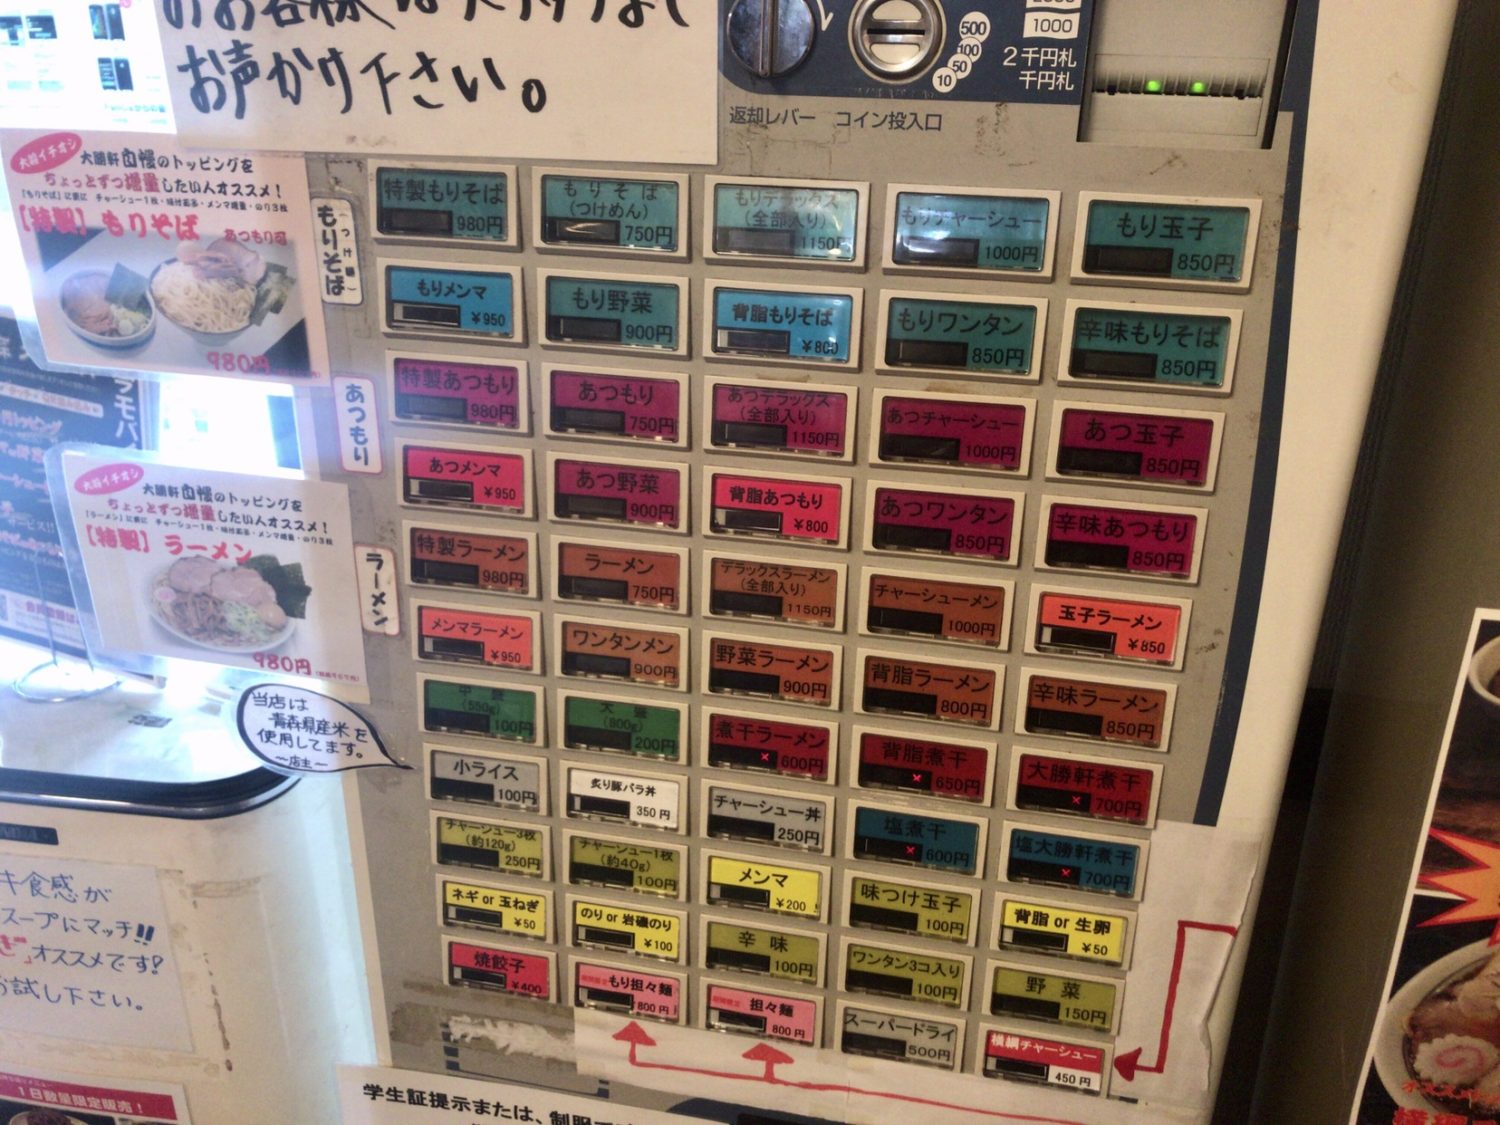 お声かけ下さい。
500
100
50
10
1000
2千円札
千円札
返却レバー
コイン投入口
大勝軒自慢のトッピングを
ちょっとずつ増量したい人オススメ!
【特製】もりそば
あつもり可
980円
もりそば
特製もりそば 980円
もりそば (つけめん) 750円
もりデラックス (全部入り) 1150円
もりチャーシュー 1000円
もり玉子 850円
もりメンマ ¥950
もり野菜 900円
背脂もりそば ¥800
もりワンタン 850円
辛味もりそば 850円
あつもり
特製あつもり 980円
あつもり 750円
あつデラックス (全部入り) 1150円
あつチャーシュー 1000円
あつ玉子 850円
あつメンマ ¥950
あつ野菜 900円
背脂あつもり ¥800
あつワンタン 850円
辛味あつもり 850円
大勝軒自慢のトッピングを
ちょっとずつ増量したい人オススメ!
【特製】ラーメン
980円
ラーメン
特製ラーメン 980円
ラーメン 750円
デラックスラーメン (全部入り) 1150円
チャーシューメン 1000円
玉子ラーメン ¥850
メンマラーメン ¥950
ワンタンメン 900円
野菜ラーメン 900円
背脂ラーメン 800円
辛味ラーメン 850円
当店は
青森県産米を
使用してます。
〜店主〜
中盛 (550g) 100円
大盛 (800g) 200円
煮干ラーメン 600円
背脂煮干 650円
大勝軒煮干 700円
小ライス 100円
炙り豚バラ丼 350円
チャーシュー丼 250円
塩煮干 600円
塩大勝軒煮干 700円
チャーシュー3枚 (約120g) 250円
チャーシュー1枚 (約40g) 100円
メンマ ¥200
味つけ玉子 100円
背脂 or 生卵 ¥50
ネギ or 玉ねぎ ¥50
のり or 岩磯のり ¥100
辛味 100円
ワンタン3コ入り 100円
野菜 150円
焼餃子 ¥400
期間限定 もり担々麺 800円
期間限定 担々麺 800円
スーパードライ 500円
横綱チャーシュー 450円
キ食感が
スープにマッチ!!
オススメです!
お試し下さい。
1日数量限定販売!
学生証提示または、制服